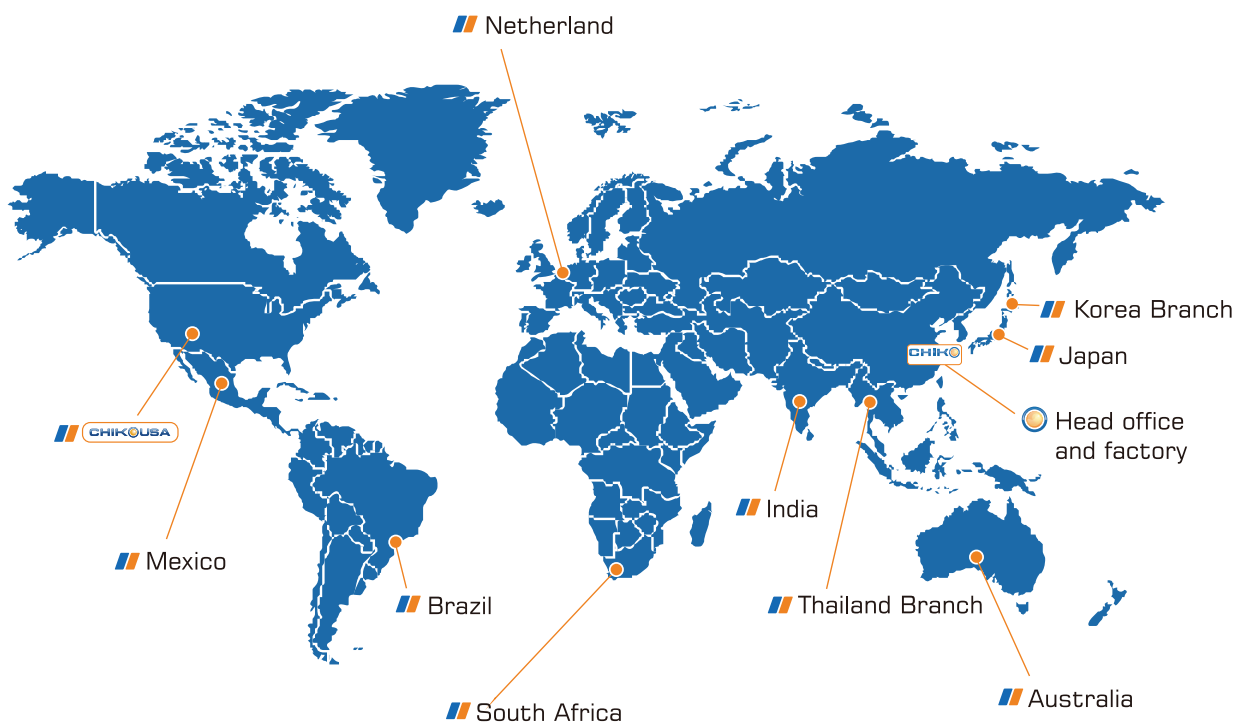 Netherland
Korea Branch
Japan
CHIKO
Head office
and factory
CHIKOUSA
India
Mexico
Brazil
Thailand Branch
South Africa
Australia